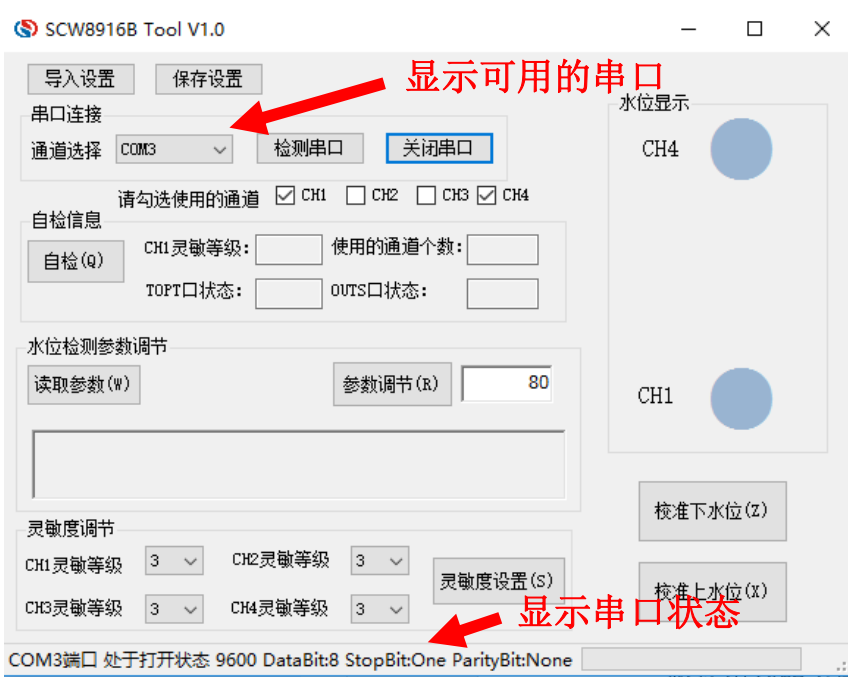 SCW8916B Tool V1.0
导入设置 保存设置
显示可用的串口
串口连接
通道选择 COM3 检测串口 关闭串口
请勾选使用的通道 CH1 CH2 CH3 CH4
自检信息
自检(Q)
CH1灵敏等级: 使用的通道个数:
TOPT口状态: OUTS口状态:
水位检测参数调节
读取参数(W) 参数调节(R) 80
灵敏度调节
CH1灵敏等级 3 CH2灵敏等级 3
CH3灵敏等级 3 CH4灵敏等级 3
灵敏度设置(S)
水位显示
CH4
CH1
校准下水位(Z)
校准上水位(X)
显示串口状态
COM3端口 处于打开状态 9600 DataBit:8 StopBit:One ParityBit:None